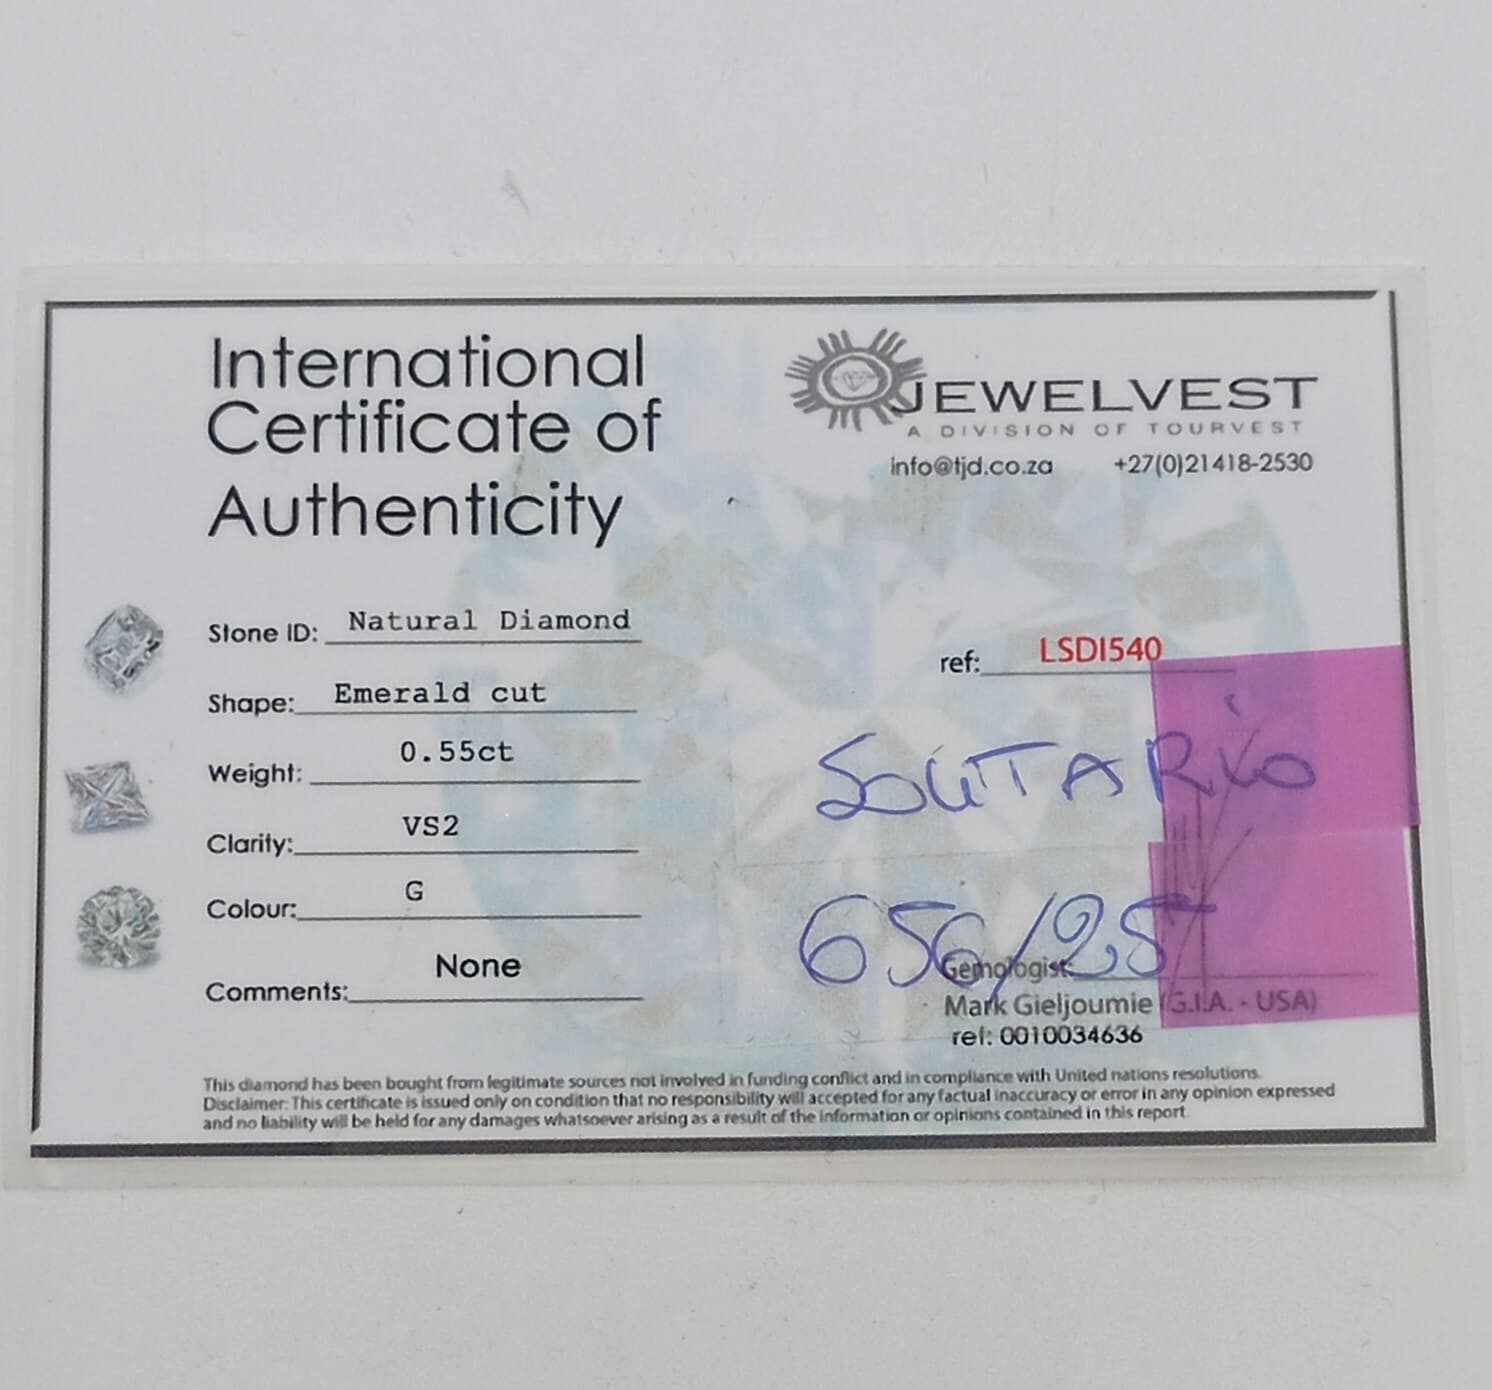 International
Certificate of
Authenticity
JEWELVEST
A DIVISION OF TOURVEST
info@tjd.co.za +27(0)21418-2530
Stone ID: Natural Diamond
ref: LSDI540
Shape: Emerald cut
Weight: 0.55ct
SOLITARiO
Clarity: VS2
Colour: G
656/25
Comments: None
Gemologist:
Mark Gieljoumie (G.I.A. - USA)
ref: 0010034636
This diamond has been bought from legitimate sources not involved in funding conflict and in compliance with United nations resolutions.
Disclaimer: This certificate is issued only on condition that no responsibility will accepted for any factual inaccuracy or error in any opinion expressed
and no liability will be held for any damages whatsoever arising as a result of the information or opinions contained in this report.